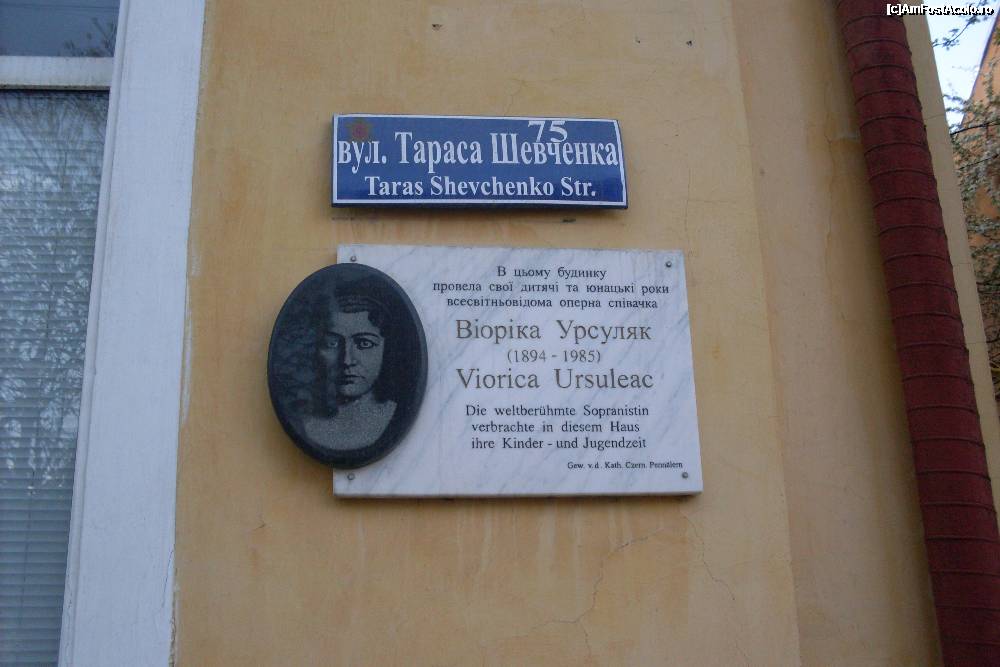 [c]AmFostAcolo.ro
75
вул. Тараса Шевченка
Taras Shevchenko Str.
В цьому будинку
провела свої дитячі та юнацькі роки
всесвітньовідома оперна співачка
Віоріка Урсуляк
(1894 - 1985)
Viorica Ursuleac
Die weltberühmte Sopranistin
verbrachte in diesem Haus
ihre Kinder - und Jugendzeit
Gew. v. d. Kath. Czern. Pennälern